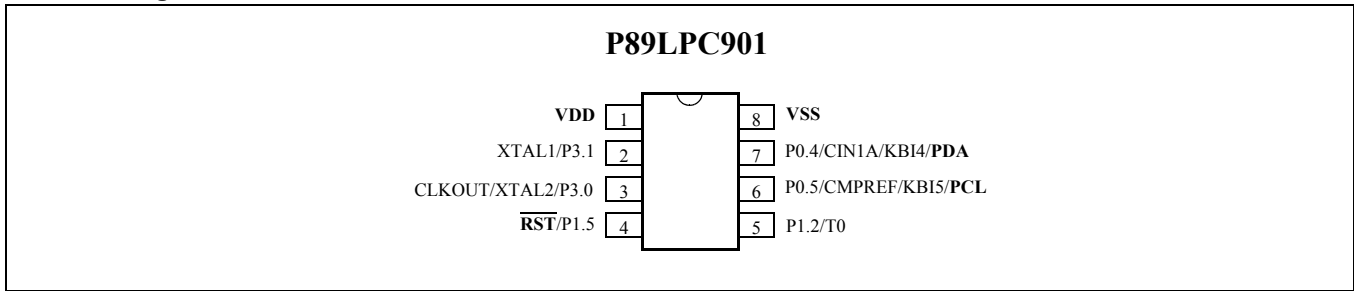 P89LPC901
VDD 1 8 VSS
XTAL1/P3.1 2 7 P0.4/CIN1A/KBI4/PDA
CLKOUT/XTAL2/P3.0 3 6 P0.5/CMPREF/KBI5/PCL
RST/P1.5 4 5 P1.2/T0